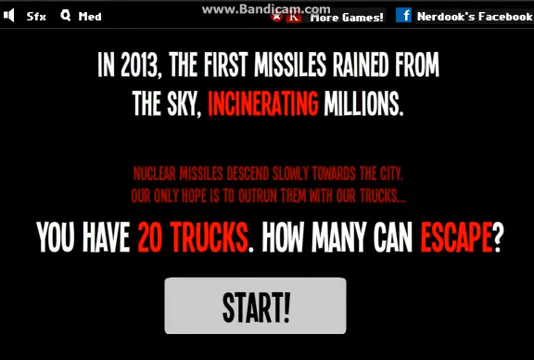 www.Bandicam.com
Sfx Med More Games! Nerdook's Facebook
IN 2013, THE FIRST MISSILES RAINED FROM
THE SKY, INCINERATING MILLIONS.
NUCLEAR MISSILES DESCEND SLOWLY TOWARDS THE CITY.
OUR ONLY HOPE IS TO OUTRUN THEM WITH OUR TRUCKS...
YOU HAVE 20 TRUCKS. HOW MANY CAN ESCAPE?
START!